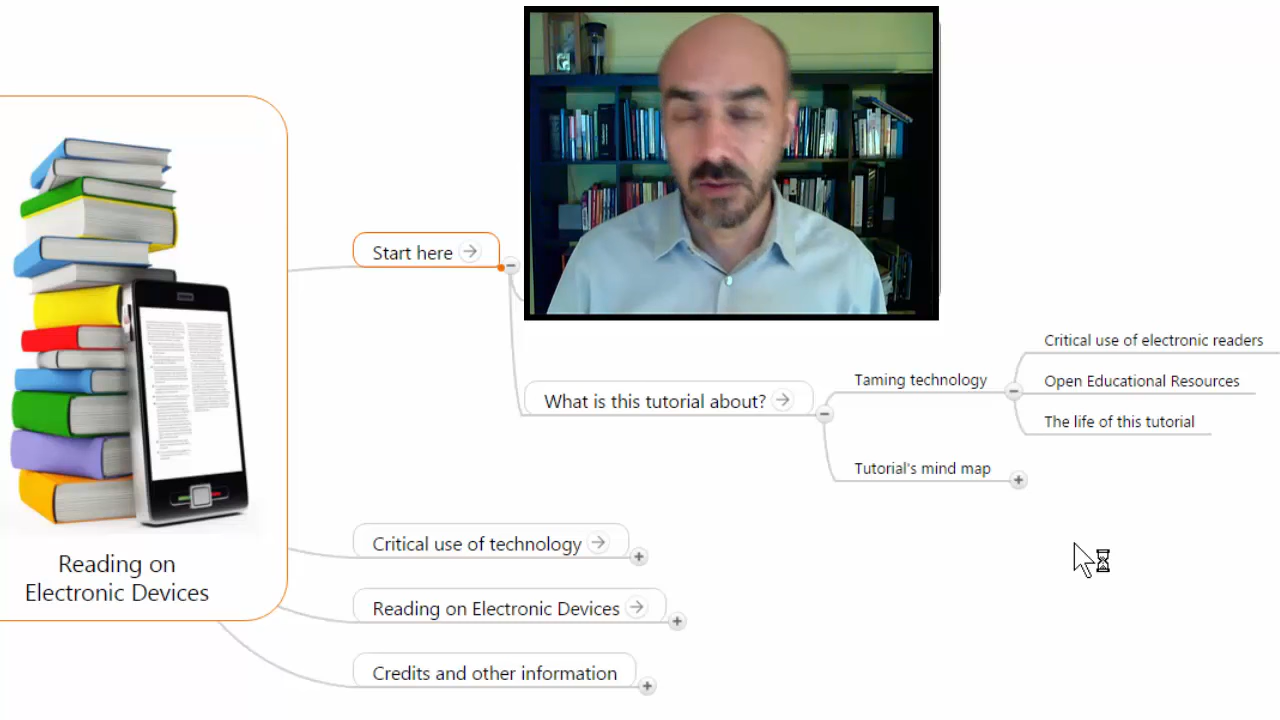 Start here
What is this tutorial about?
Taming technology
Critical use of electronic readers
Open Educational Resources
The life of this tutorial
Tutorial's mind map
Reading on
Electronic Devices
Critical use of technology
Reading on Electronic Devices
Credits and other information